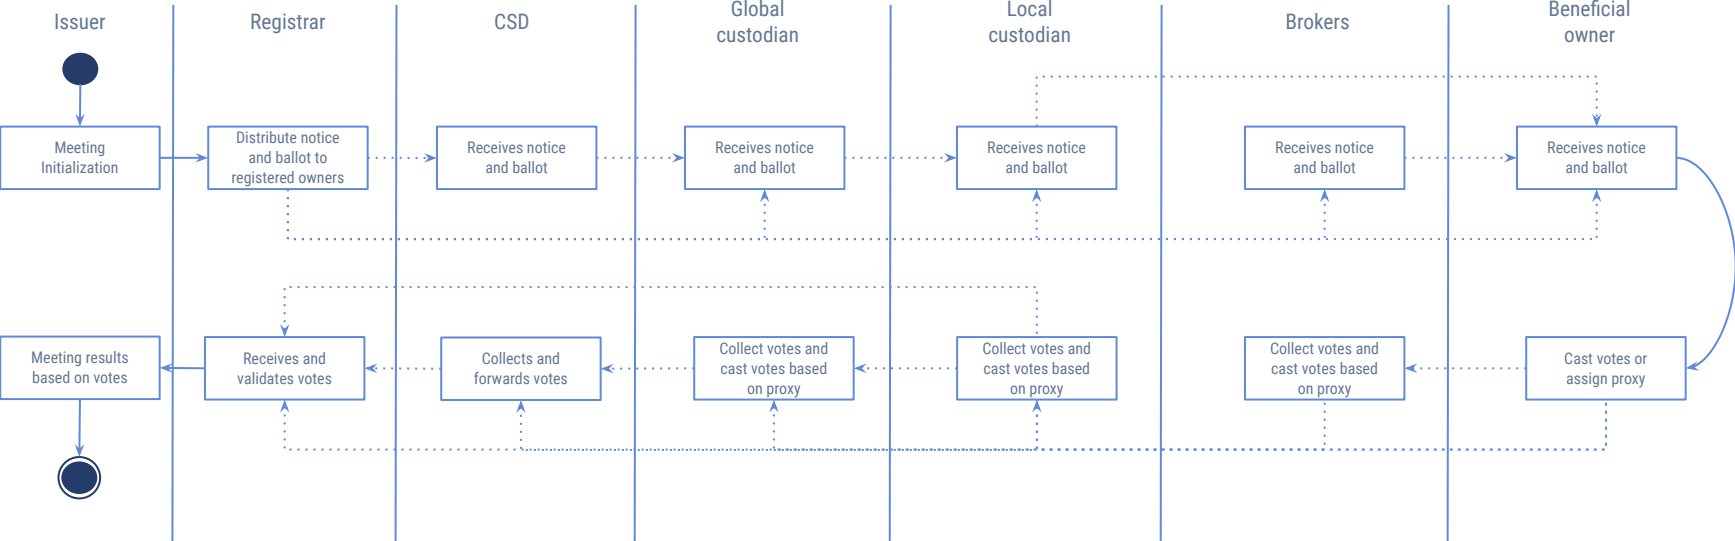 Issuer
Registrar
CSD
Global
custodian
Local
custodian
Brokers
Beneficial
owner
Meeting
Initialization
Distribute notice
and ballot to
registered owners
Receives notice
and ballot
Receives notice
and ballot
Receives notice
and ballot
Receives notice
and ballot
Receives notice
and ballot
Meeting results
based on votes
Receives and
validates votes
Collects and
forwards votes
Collect votes and
cast votes based
on proxy
Collect votes and
cast votes based
on proxy
Collect votes and
cast votes based
on proxy
Cast votes or
assign proxy